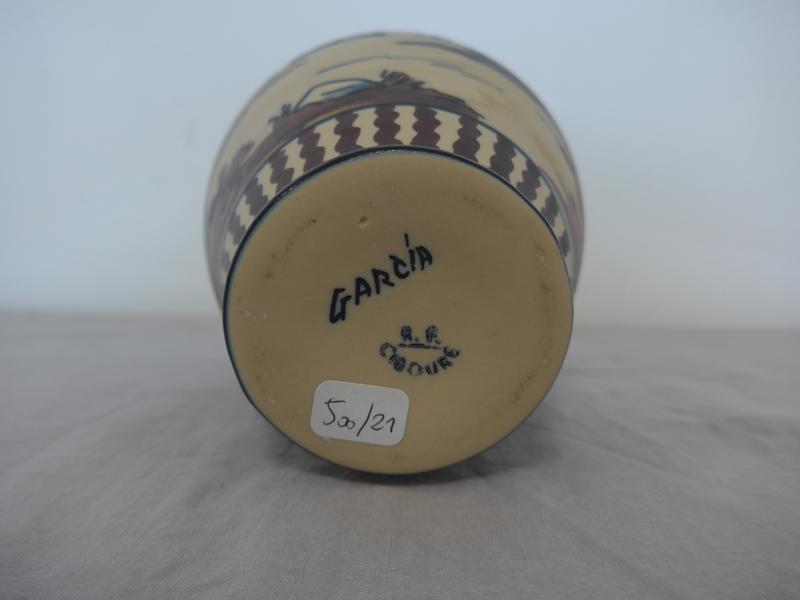 GARCÍA
R. F.
CIBOURE
500/21